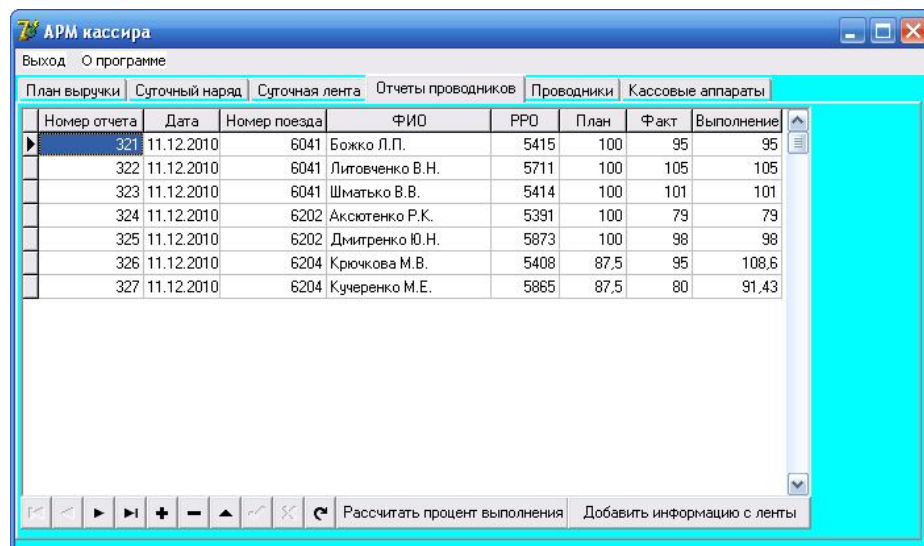 АРМ кассира
Выход О программе
План выручки Суточный наряд Суточная лента Отчеты проводников Проводники Кассовые аппараты
Номер отчета Дата Номер поезда ФИО РРО План Факт Выполнение
321 11.12.2010 6041 Божко Л.П. 5415 100 95 95
322 11.12.2010 6041 Литовченко В.Н. 5711 100 105 105
323 11.12.2010 6041 Шматько В.В. 5414 100 101 101
324 11.12.2010 6202 Аксютенко Р.К. 5391 100 79 79
325 11.12.2010 6202 Дмитренко Ю.Н. 5873 100 98 98
326 11.12.2010 6204 Крючкова М.В. 5408 87,5 95 108,6
327 11.12.2010 6204 Кучеренко М.Е. 5865 87,5 80 91,43
Рассчитать процент выполнения Добавить информацию с ленты